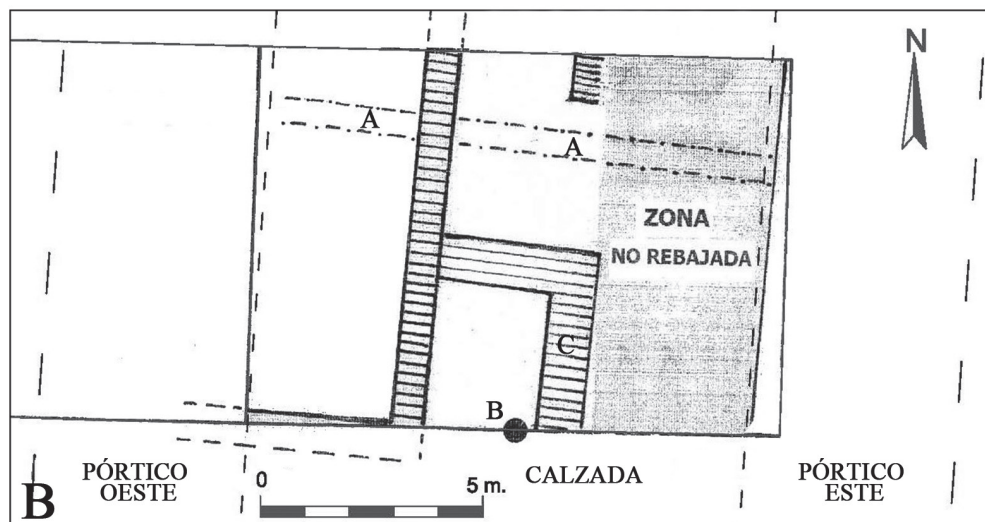 N
A
A
ZONA
NO REBAJADA
C
B
PÓRTICO
OESTE
CALZADA
PÓRTICO
ESTE
B
0
5 m.